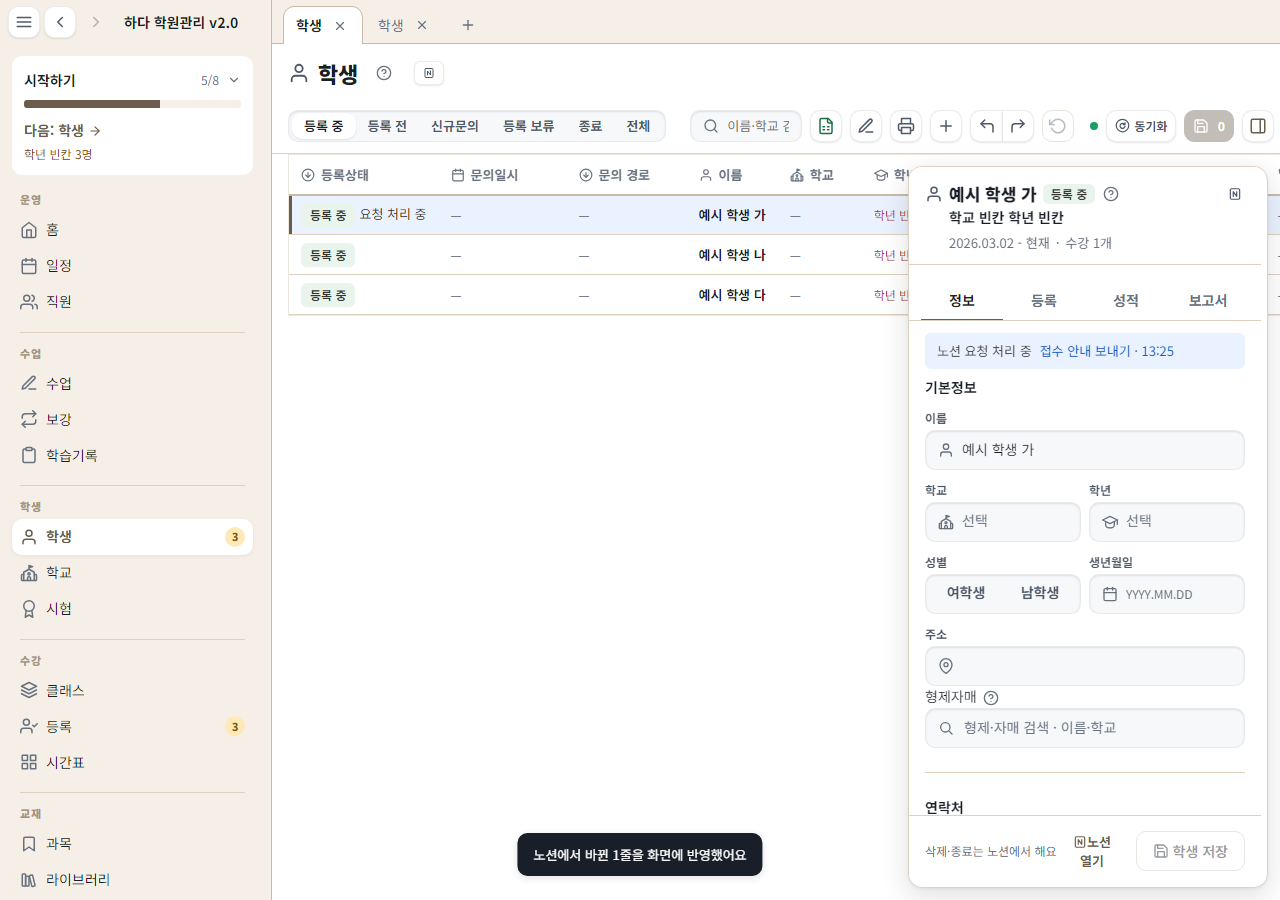 하다 학원관리 v2.0
시작하기 5/8
다음: 학생 →
학년 빈칸 3명
운영
홈
일정
직원
수업
수업
보강
학습기록
학생
학생 3
학교
시험
수강
클래스
등록 3
시간표
교재
과목
라이브러리
학생 학생
학생
등록 중 등록 전 신규문의 등록 보류 종료 전체
이름·학교 검
동기화 0
등록상태 문의일시 문의 경로 이름 학교
등록 중 요청 처리 중 — — 예시 학생 가 — 학년 빈
등록 중 — — 예시 학생 나 — 학년 빈
등록 중 — — 예시 학생 다 — 학년 빈
예시 학생 가 등록 중
학교 빈칸 학년 빈칸
2026.03.02 - 현재 · 수강 1개
정보 등록 성적 보고서
노션 요청 처리 중 접수 안내 보내기 · 13:25
기본정보
이름
예시 학생 가
학교 학년
선택 선택
성별 생년월일
여학생 남학생 YYYY.MM.DD
주소
형제자매
형제·자매 검색 · 이름·학교
연락처
삭제·종료는 노션에서 해요
노션
열기
학생 저장
노션에서 바뀐 1줄을 화면에 반영했어요